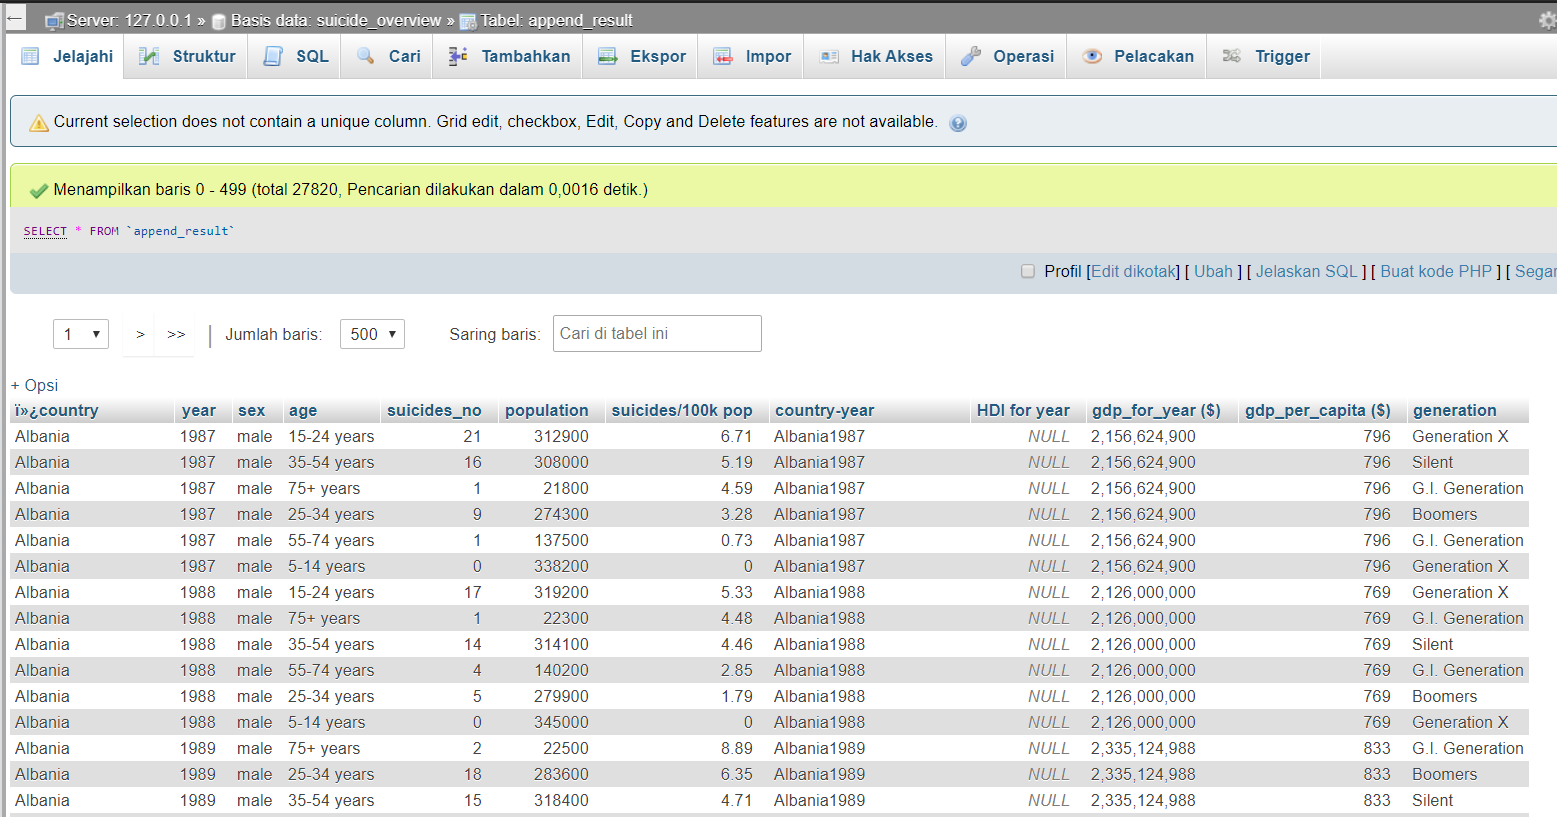 Server: 127.0.0.1 » Basis data: suicide_overview » Tabel: append_result
Jelajahi Struktur SQL Cari Tambahkan Ekspor Impor Hak Akses Operasi Pelacakan Trigger
Current selection does not contain a unique column. Grid edit, checkbox, Edit, Copy and Delete features are not available.
Menampilkan baris 0 - 499 (total 27820, Pencarian dilakukan dalam 0,0016 detik.)
SELECT * FROM `append_result`
Profil [Edit dikotak] [ Ubah ] [ Jelaskan SQL ] [ Buat kode PHP ] [ Segar
1 > >> | Jumlah baris: 500 Saring baris: Cari di tabel ini
+ Opsi
ï»¿country year sex age suicides_no population suicides/100k pop country-year HDI for year gdp_for_year ($) gdp_per_capita ($) generation
Albania 1987 male 15-24 years 21 312900 6.71 Albania1987 NULL 2,156,624,900 796 Generation X
Albania 1987 male 35-54 years 16 308000 5.19 Albania1987 NULL 2,156,624,900 796 Silent
Albania 1987 male 75+ years 1 21800 4.59 Albania1987 NULL 2,156,624,900 796 G.I. Generation
Albania 1987 male 25-34 years 9 274300 3.28 Albania1987 NULL 2,156,624,900 796 Boomers
Albania 1987 male 55-74 years 1 137500 0.73 Albania1987 NULL 2,156,624,900 796 G.I. Generation
Albania 1987 male 5-14 years 0 338200 0 Albania1987 NULL 2,156,624,900 796 Generation X
Albania 1988 male 15-24 years 17 319200 5.33 Albania1988 NULL 2,126,000,000 769 Generation X
Albania 1988 male 75+ years 1 22300 4.48 Albania1988 NULL 2,126,000,000 769 G.I. Generation
Albania 1988 male 35-54 years 14 314100 4.46 Albania1988 NULL 2,126,000,000 769 Silent
Albania 1988 male 55-74 years 4 140200 2.85 Albania1988 NULL 2,126,000,000 769 G.I. Generation
Albania 1988 male 25-34 years 5 279900 1.79 Albania1988 NULL 2,126,000,000 769 Boomers
Albania 1988 male 5-14 years 0 345000 0 Albania1988 NULL 2,126,000,000 769 Generation X
Albania 1989 male 75+ years 2 22500 8.89 Albania1989 NULL 2,335,124,988 833 G.I. Generation
Albania 1989 male 25-34 years 18 283600 6.35 Albania1989 NULL 2,335,124,988 833 Boomers
Albania 1989 male 35-54 years 15 318400 4.71 Albania1989 NULL 2,335,124,988 833 Silent